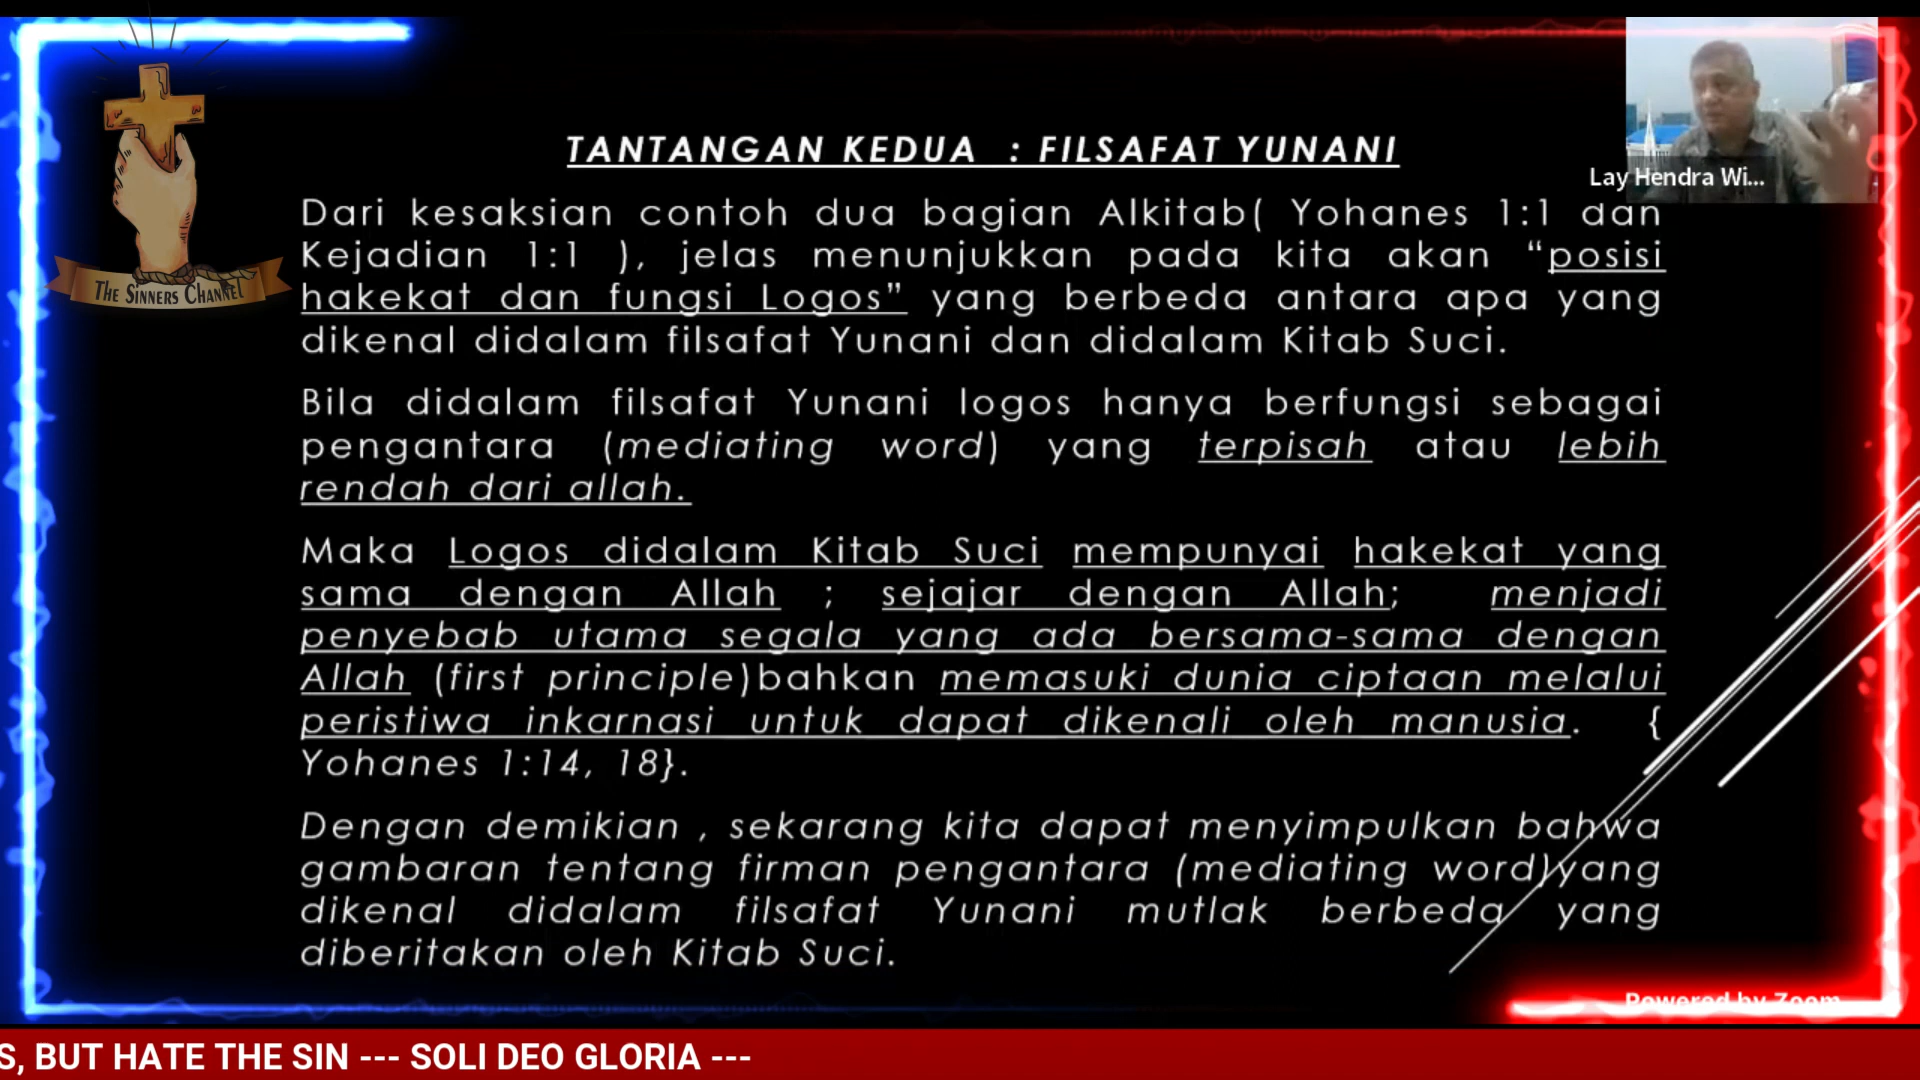 TANTANGAN KEDUA : FILSAFAT YUNANI
Lay Hendra Wi...
Dari kesaksian contoh dua bagian Alkitab( Yohanes 1:1 dan
Kejadian 1:1 ), jelas menunjukkan pada kita akan “posisi
hakekat dan fungsi Logos” yang berbeda antara apa yang
dikenal didalam filsafat Yunani dan didalam Kitab Suci.
THE SINNERS CHANNEL
Bila didalam filsafat Yunani logos hanya berfungsi sebagai
pengantara (mediating word) yang terpisah atau lebih
rendah dari allah.
Maka Logos didalam Kitab Suci mempunyai hakekat yang
sama dengan Allah ; sejajar dengan Allah; menjadi
penyebab utama segala yang ada bersama-sama dengan
Allah (first principle)bahkan memasuki dunia ciptaan melalui
peristiwa inkarnasi untuk dapat dikenali oleh manusia. {
Yohanes 1:14, 18}.
Dengan demikian , sekarang kita dapat menyimpulkan bahwa
gambaran tentang firman pengantara (mediating word)yang
dikenal didalam filsafat Yunani mutlak berbeda yang
diberitakan oleh Kitab Suci.
Powered by Zoom
S, BUT HATE THE SIN --- SOLI DEO GLORIA ---